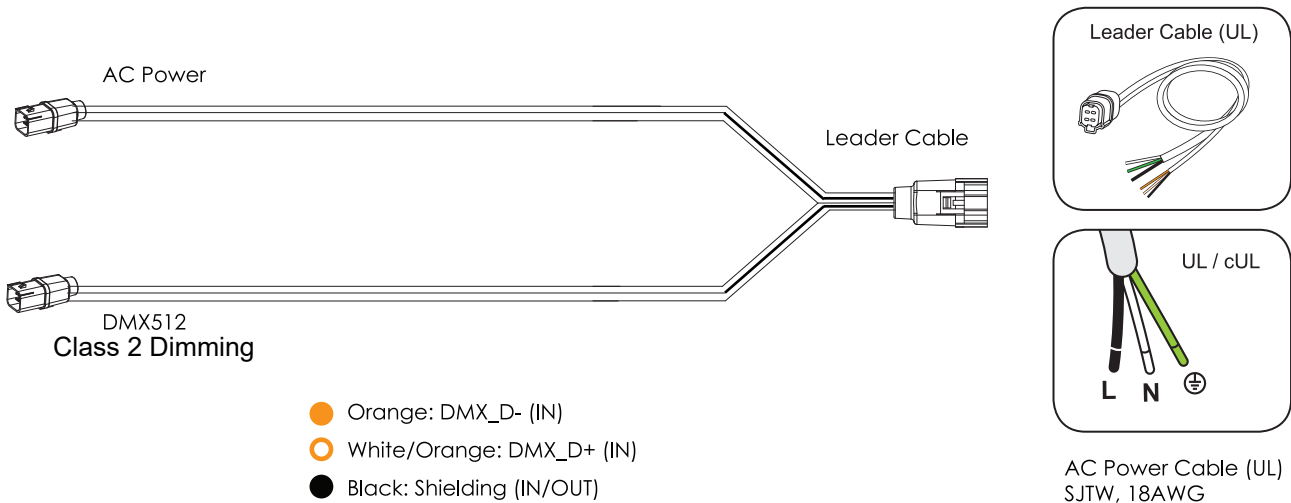 AC Power
Leader Cable
DMX512
Class 2 Dimming
Orange: DMX_D- (IN)
White/Orange: DMX_D+ (IN)
Black: Shielding (IN/OUT)
Leader Cable (UL)
UL / cUL
L N
AC Power Cable (UL)
SJTW, 18AWG